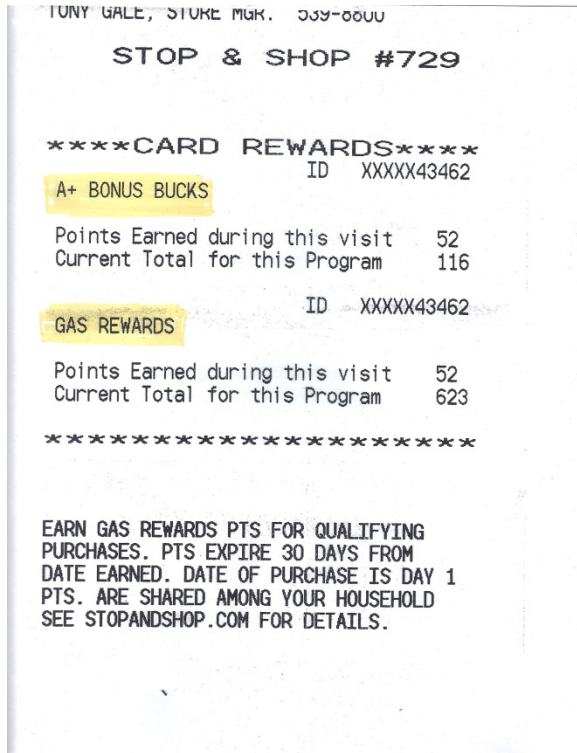 TONY GALE, STORE MGR. 539-8800
STOP & SHOP #729
****CARD REWARDS****
ID XXXXX43462
A+ BONUS BUCKS
Points Earned during this visit 52
Current Total for this Program 116
ID XXXXX43462
GAS REWARDS
Points Earned during this visit 52
Current Total for this Program 623
********************
EARN GAS REWARDS PTS FOR QUALIFYING
PURCHASES. PTS EXPIRE 30 DAYS FROM
DATE EARNED. DATE OF PURCHASE IS DAY 1
PTS. ARE SHARED AMONG YOUR HOUSEHOLD
SEE STOPANDSHOP.COM FOR DETAILS.